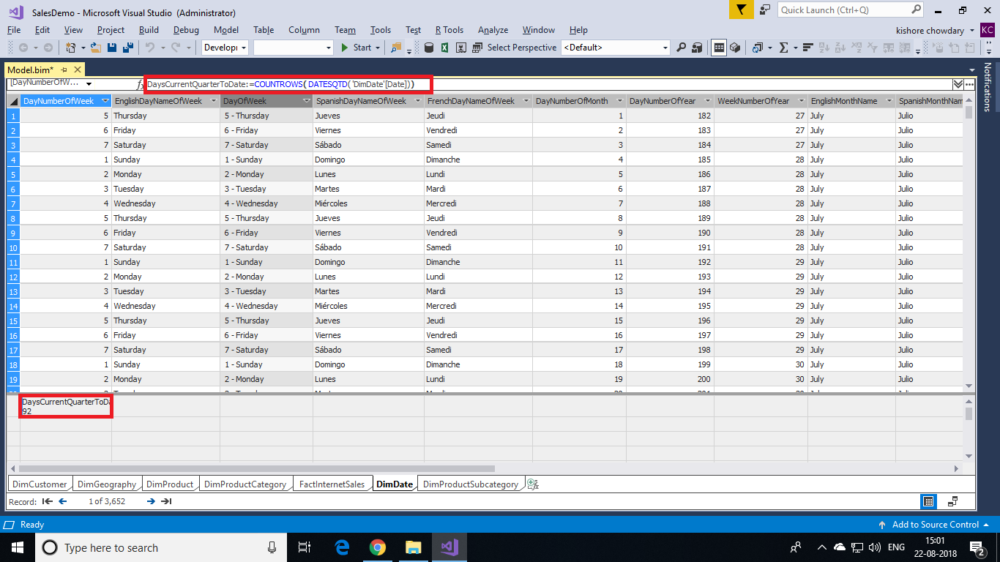 SalesDemo - Microsoft Visual Studio (Administrator)
Quick Launch (Ctrl+Q)
File Edit View Project Build Debug Model Table Column Team Tools Test R Tools Analyze Window Help
kishore chowdary KC
Developi Start Select Perspective <Default>
Model.bim*
Notifications
[DayNumberOfW... DaysCurrentQuarterToDate:=COUNTROWS( DATESQTD( 'DimDate'[Date]))
DayNumberOfWeek EnglishDayNameOfWeek DayOfWeek SpanishDayNameOfWeek FrenchDayNameOfWeek DayNumberOfMonth DayNumberOfYear WeekNumberOfYear EnglishMonthName SpanishMonthNam
1 5 Thursday 5 - Thursday Jueves Jeudi 1 182 27 July Julio
2 6 Friday 6 - Friday Viernes Vendredi 2 183 27 July Julio
3 7 Saturday 7 - Saturday Sábado Samedi 3 184 27 July Julio
4 1 Sunday 1 - Sunday Domingo Dimanche 4 185 28 July Julio
5 2 Monday 2 - Monday Lunes Lundi 5 186 28 July Julio
6 3 Tuesday 3 - Tuesday Martes Mardi 6 187 28 July Julio
7 4 Wednesday 4 - Wednesday Miércoles Mercredi 7 188 28 July Julio
8 5 Thursday 5 - Thursday Jueves Jeudi 8 189 28 July Julio
9 6 Friday 6 - Friday Viernes Vendredi 9 190 28 July Julio
10 7 Saturday 7 - Saturday Sábado Samedi 10 191 28 July Julio
11 1 Sunday 1 - Sunday Domingo Dimanche 11 192 29 July Julio
12 2 Monday 2 - Monday Lunes Lundi 12 193 29 July Julio
13 3 Tuesday 3 - Tuesday Martes Mardi 13 194 29 July Julio
14 4 Wednesday 4 - Wednesday Miércoles Mercredi 14 195 29 July Julio
15 5 Thursday 5 - Thursday Jueves Jeudi 15 196 29 July Julio
16 6 Friday 6 - Friday Viernes Vendredi 16 197 29 July Julio
17 7 Saturday 7 - Saturday Sábado Samedi 17 198 29 July Julio
18 1 Sunday 1 - Sunday Domingo Dimanche 18 199 30 July Julio
19 2 Monday 2 - Monday Lunes Lundi 19 200 30 July Julio
DaysCurrentQuarterToDa
92
DimCustomer DimGeography DimProduct DimProductCategory FactInternetSales DimDate DimProductSubcategory
Record: 1 of 3,652
Ready Add to Source Control
Type here to search
ENG
15:01
22-08-2018
2